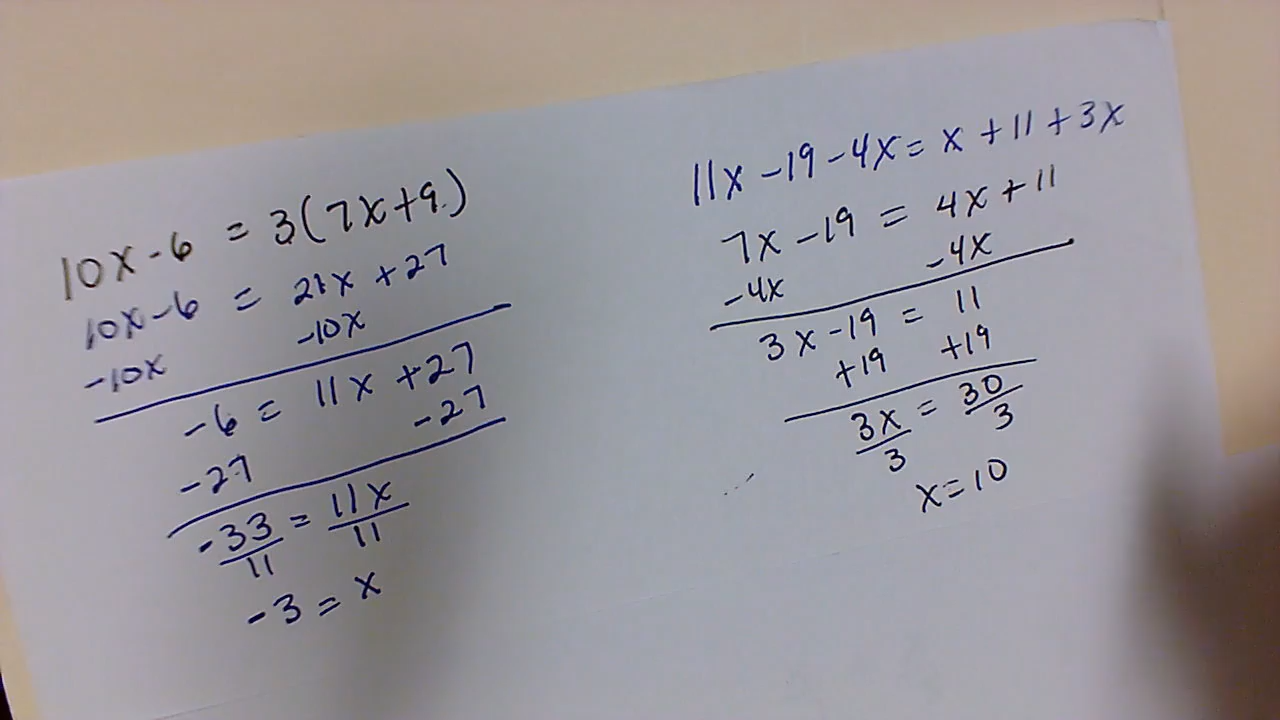 10x - 6 = 3(7x + 9)
10x - 6 = 21x + 27
-10x -10x
-6 = 11x + 27
-27 -27
-33/11 = 11x/11
-3 = x
11x - 19 - 4x = x + 11 + 3x
7x - 19 = 4x + 11
-4x -4x
3x - 19 = 11
+19 +19
3x/3 = 30/3
x = 10